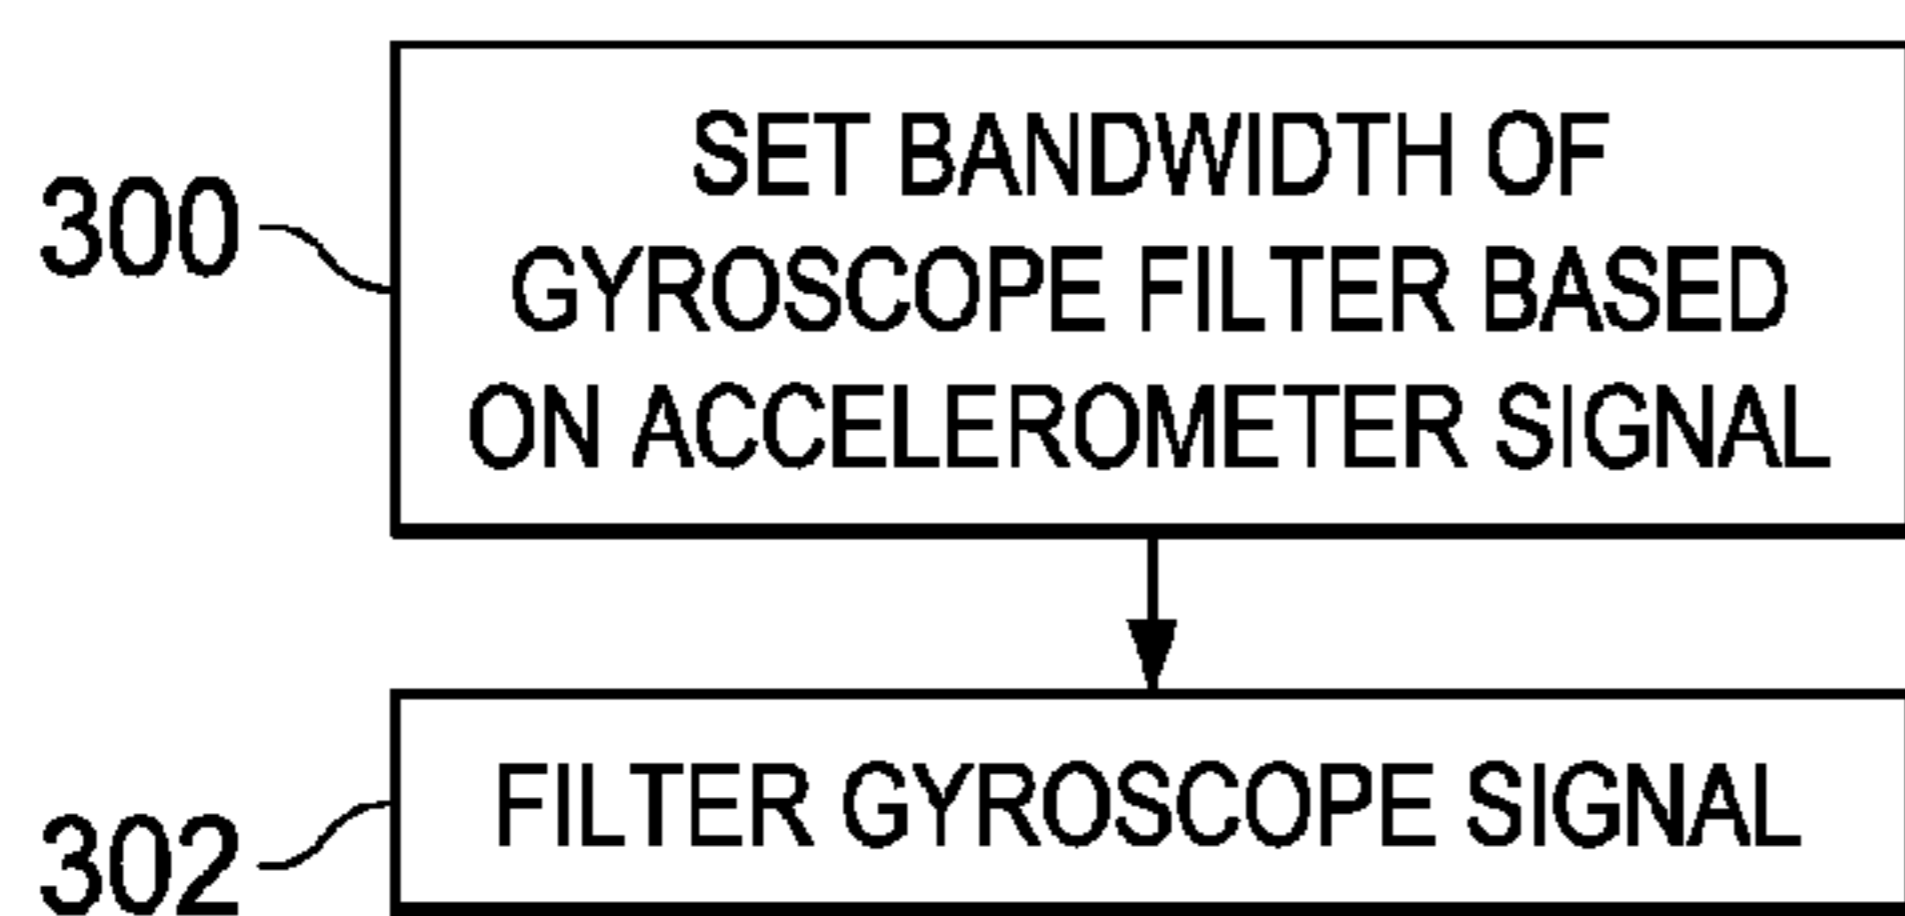 300
SET BANDWIDTH OF
GYROSCOPE FILTER BASED
ON ACCELEROMETER SIGNAL
302
FILTER GYROSCOPE SIGNAL